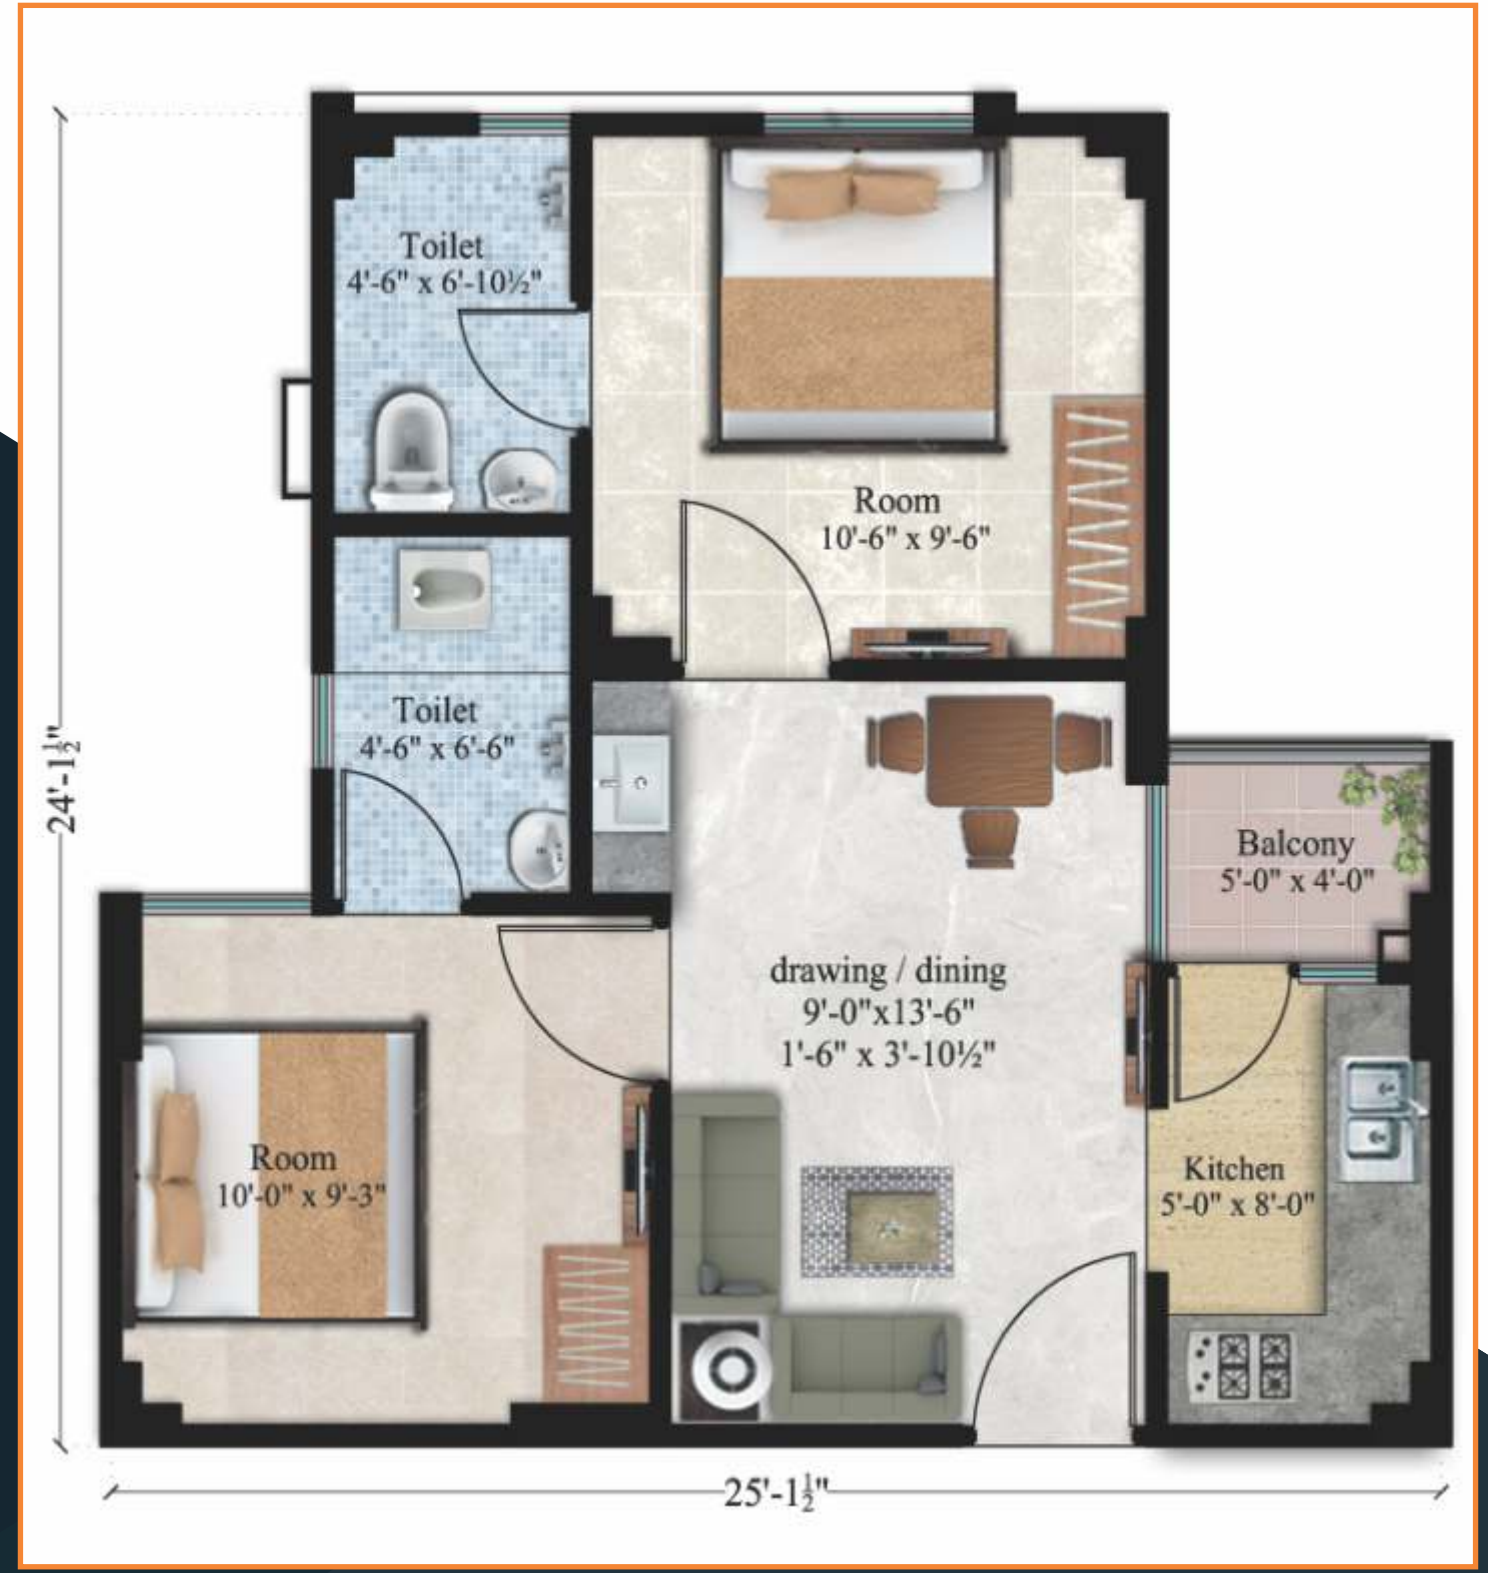 Toilet
4'-6" x 6'-10½"
Room
10'-6" x 9'-6"
Toilet
4'-6" x 6'-6"
24'-1½"
Balcony
5'-0" x 4'-0"
drawing / dining
9'-0"x13'-6"
1'-6" x 3'-10½"
Room
10'-0" x 9'-3"
Kitchen
5'-0" x 8'-0"
25'-1½"